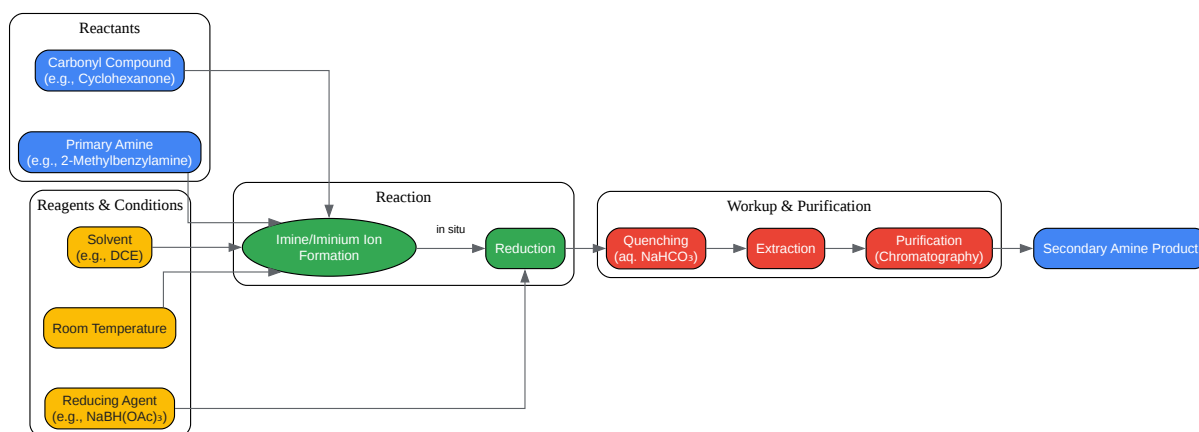 Reactants
Carbonyl Compound
(e.g., Cyclohexanone)
Primary Amine
(e.g., 2-Methylbenzylamine)
Reagents & Conditions
Solvent
(e.g., DCE)
Room Temperature
Reducing Agent
(e.g., NaBH(OAc)₃)
Reaction
Imine/Iminium Ion
Formation
in situ
Reduction
Workup & Purification
Quenching
(aq. NaHCO₃)
Extraction
Purification
(Chromatography)
Secondary Amine Product